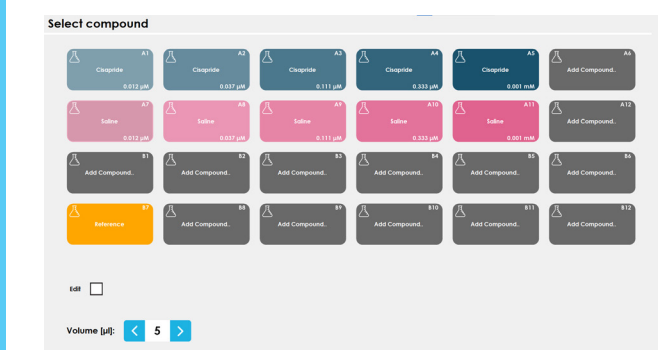 Select compound
A1 Cisapride 0.012 µM
A2 Cisapride 0.037 µM
A3 Cisapride 0.111 µM
A4 Cisapride 0.333 µM
A5 Cisapride 0.001 mM
A6 Add Compound..
A7 Saline 0.012 µM
A8 Saline 0.037 µM
A9 Saline 0.111 µM
A10 Saline 0.333 µM
A11 Saline 0.001 mM
A12 Add Compound..
B1 Add Compound..
B2 Add Compound..
B3 Add Compound..
B4 Add Compound..
B5 Add Compound..
B6 Add Compound..
B7 Reference
B8 Add Compound..
B9 Add Compound..
B10 Add Compound..
B11 Add Compound..
B12 Add Compound..
Edit
Volume [µl]: < 5 >